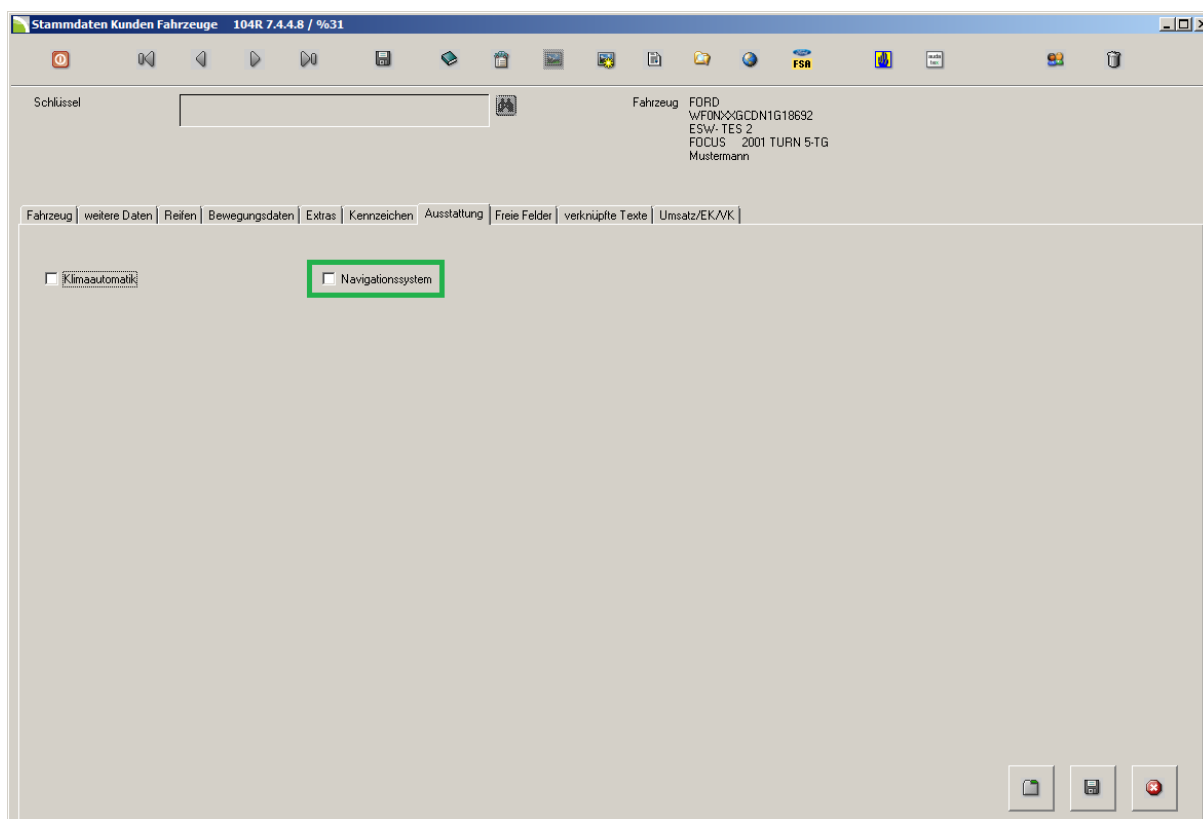 Stammdaten Kunden Fahrzeuge 104R 7.4.4.8 / %31
FSA
Schlüssel
Fahrzeug FORD
WF0NXXGCDN1G18692
ESW- TES 2
FOCUS 2001 TURN 5-TG
Mustermann
Fahrzeug weitere Daten Reifen Bewegungsdaten Extras Kennzeichen Ausstattung Freie Felder verknüpfte Texte Umsatz/EK/VK
Klimaautomatik Navigationssystem